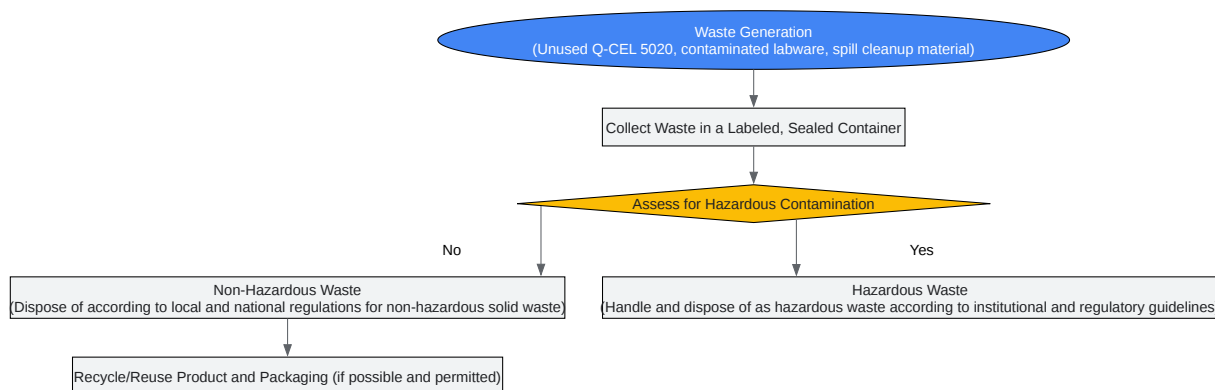 Waste Generation
(Unused Q-CEL 5020, contaminated labware, spill cleanup material)
Collect Waste in a Labeled, Sealed Container
Assess for Hazardous Contamination
No
Yes
Non-Hazardous Waste
(Dispose of according to local and national regulations for non-hazardous solid waste)
Hazardous Waste
(Handle and dispose of as hazardous waste according to institutional and regulatory guidelines)
Recycle/Reuse Product and Packaging (if possible and permitted)